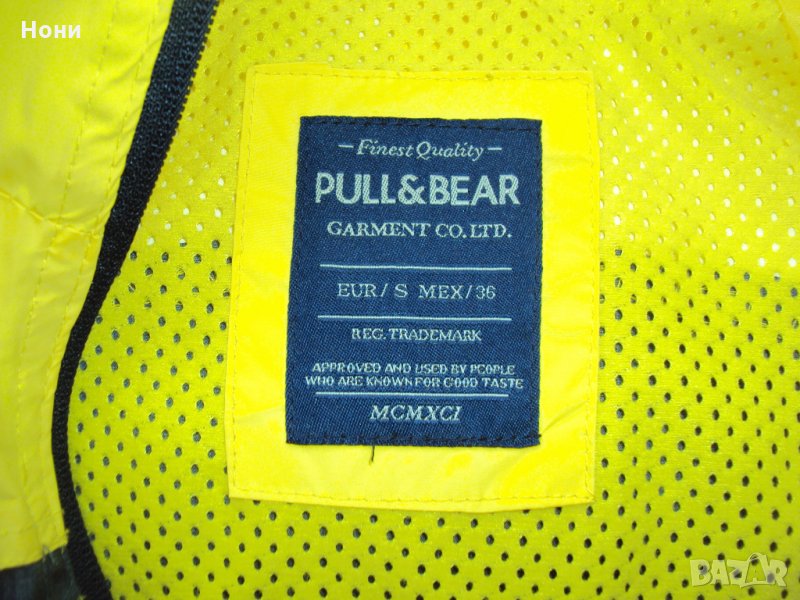 Нони
Finest Quality
PULL&BEAR
GARMENT CO. LTD.
EUR/S MEX/36
REG. TRADEMARK
APPROVED AND USED BY PEOPLE
WHO ARE KNOWN FOR GOOD TASTE
MCMXCI
BAZAR